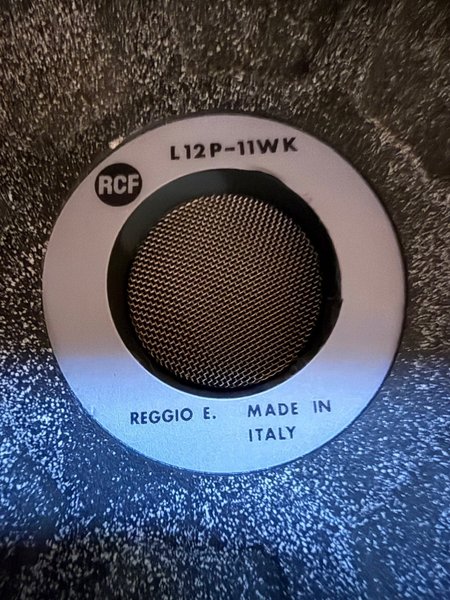 L12P-11WK
RCF
REGGIO E. MADE IN
ITALY